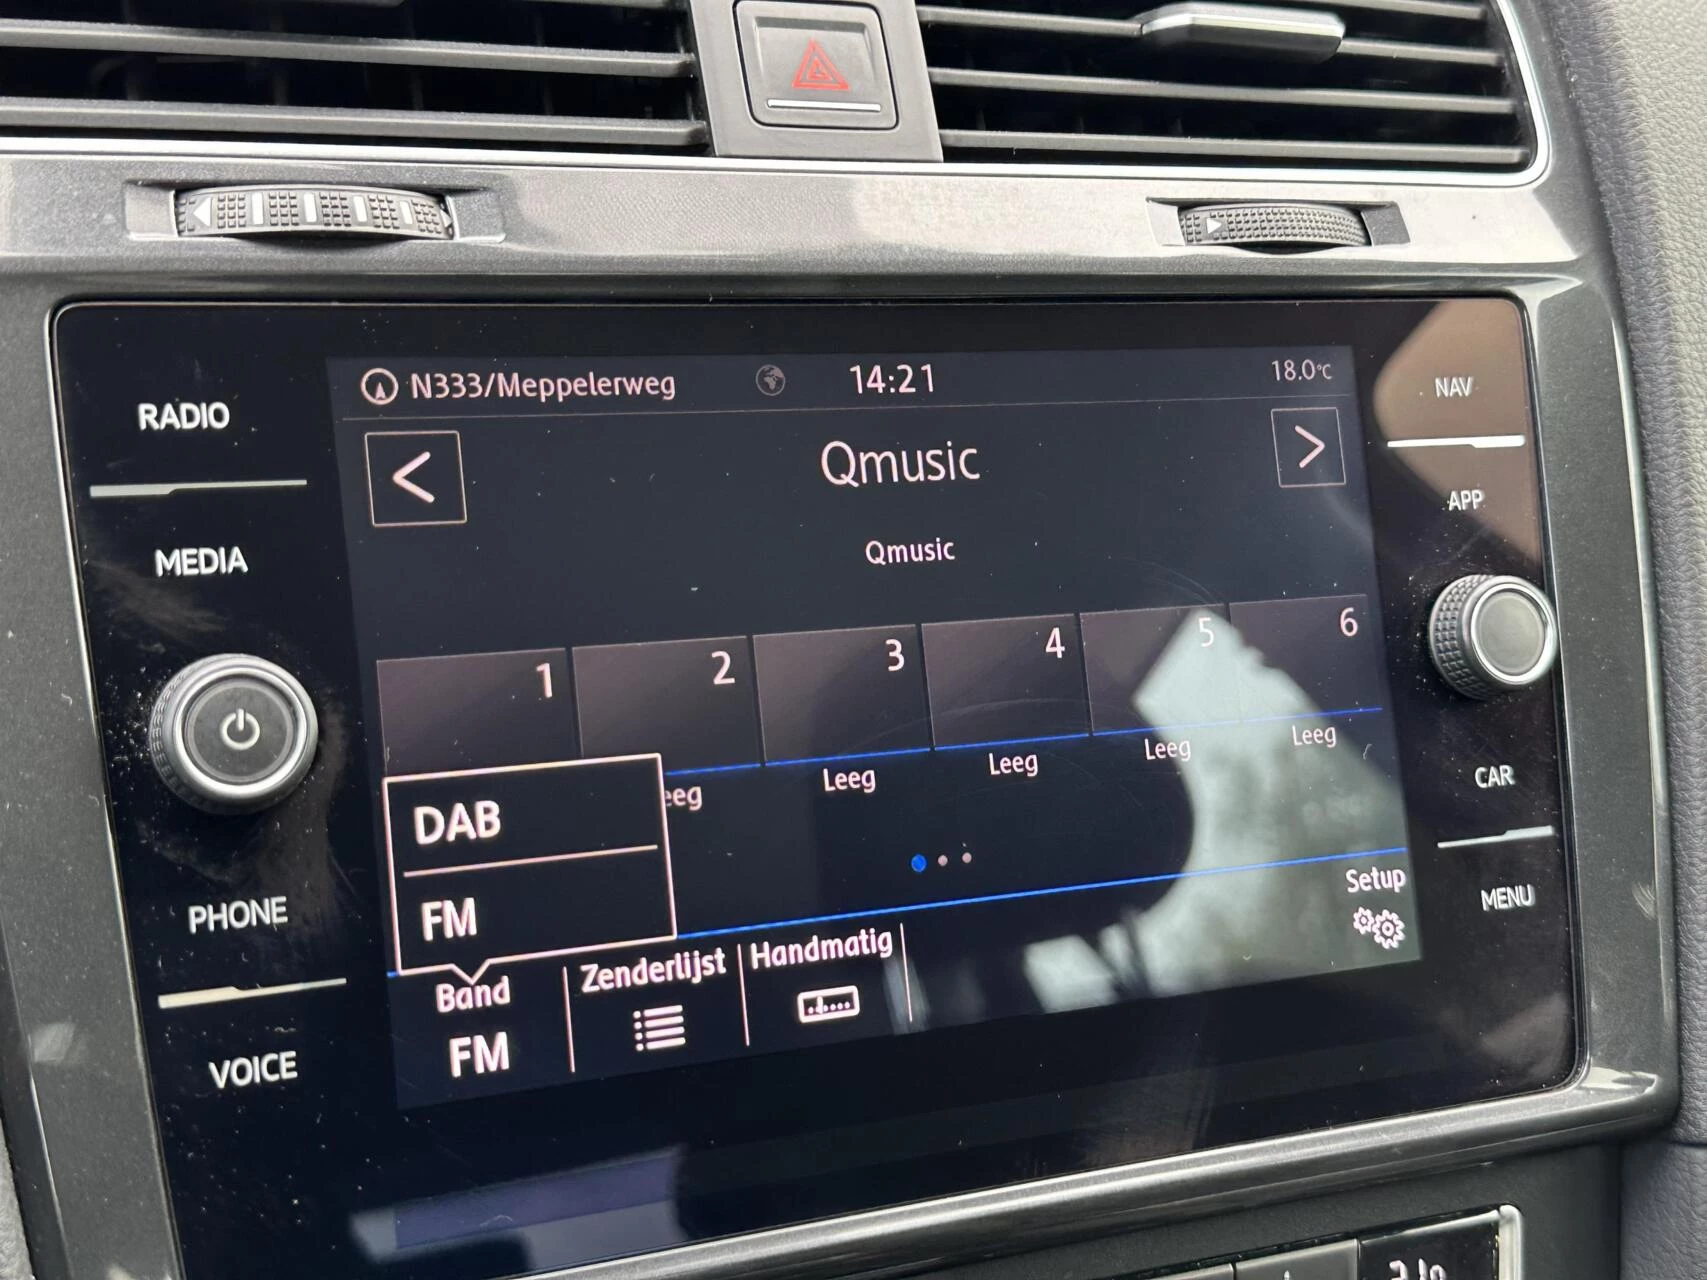 N333/Meppelerweg 14:21 18.0°C
RADIO
MEDIA
PHONE
VOICE
<
Qmusic
>
Qmusic
1 2 3 4 5 6
Leeg Leeg Leeg Leeg
DAB
FM
Band
FM
Zenderlijst
Handmatig
Setup
NAV
APP
CAR
MENU